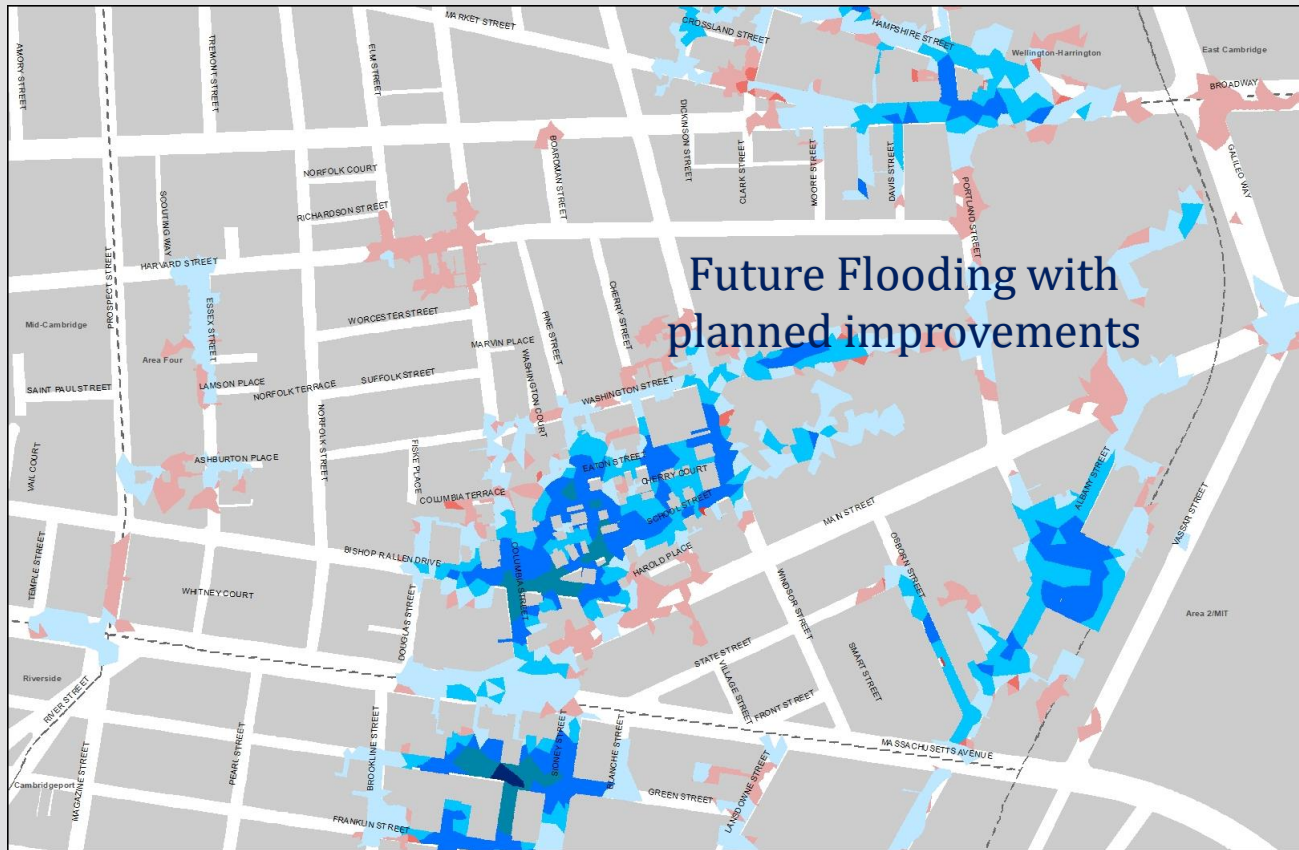 MARKET STREET
CROSSLAND STREET
HAMPSHIRE STREET
Wellington-Harrington
East Cambridge
AMORY STREET
TREMONT STREET
ELM STREET
BROADWAY
DICKINSON STREET
BOARDMAN STREET
CLARK STREET
MOORE STREET
DAVIS STREET
GALILEO WAY
NORFOLK COURT
PORTLAND STREET
SCOUTING WAY
RICHARDSON STREET
HARVARD STREET
Future Flooding with
planned improvements
PROSPECT STREET
ESSEX STREET
CHERRY STREET
Mid-Cambridge
WORCESTER STREET
PINE STREET
Area Four
MARVIN PLACE
WASHINGTON COURT
SAINT PAUL STREET
LAMSON PLACE
NORFOLK TERRACE
SUFFOLK STREET
WASHINGTON STREET
NORFOLK STREET
VAIL COURT
ASHBURTON PLACE
FISKE PLACE
EATON STREET
CHERRY COURT
COLUMBIA TERRACE
SCHOOL STREET
MAIN STREET
ALBANY STREET
VASSAR STREET
BISHOP R ALLEN DRIVE
COLUMBIA STREET
HAROLD PLACE
OSBORN STREET
TEMPLE STREET
WHITNEY COURT
DOUGLAS STREET
WINDSOR STREET
Area 2/MIT
STATE STREET
SMART STREET
VILLAGE STREET
FRONT STREET
Riverside
RIVER STREET
MASSACHUSETTS AVENUE
MAGAZINE STREET
PEARL STREET
BROOKLINE STREET
SIDNEY STREET
BLANCHE STREET
Cambridgeport
GREEN STREET
LANSDOWNE STREET
FRANKLIN STREET